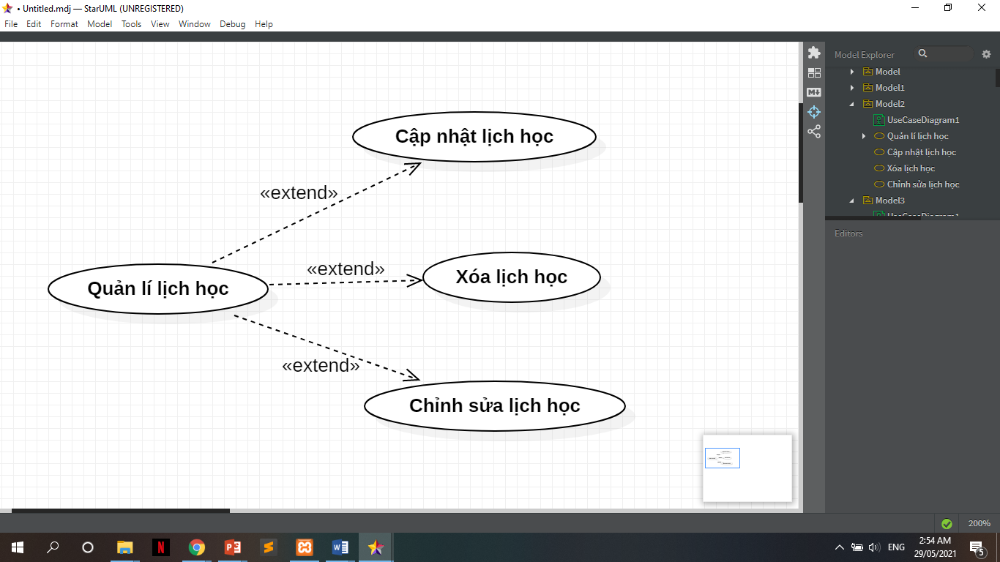 • Untitled.mdj — StarUML (UNREGISTERED)
File Edit Format Model Tools View Window Debug Help
Model Explorer
Model
Model1
Model2
UseCaseDiagram1
Quản lí lịch học
Cập nhật lịch học
Xóa lịch học
Chỉnh sửa lịch học
Model3
UseCaseDiagram1
Editors
Cập nhật lịch học
«extend»
«extend»
Xóa lịch học
Quản lí lịch học
«extend»
Chỉnh sửa lịch học
M
200%
N
P
W
ENG
2:54 AM
29/05/2021
5